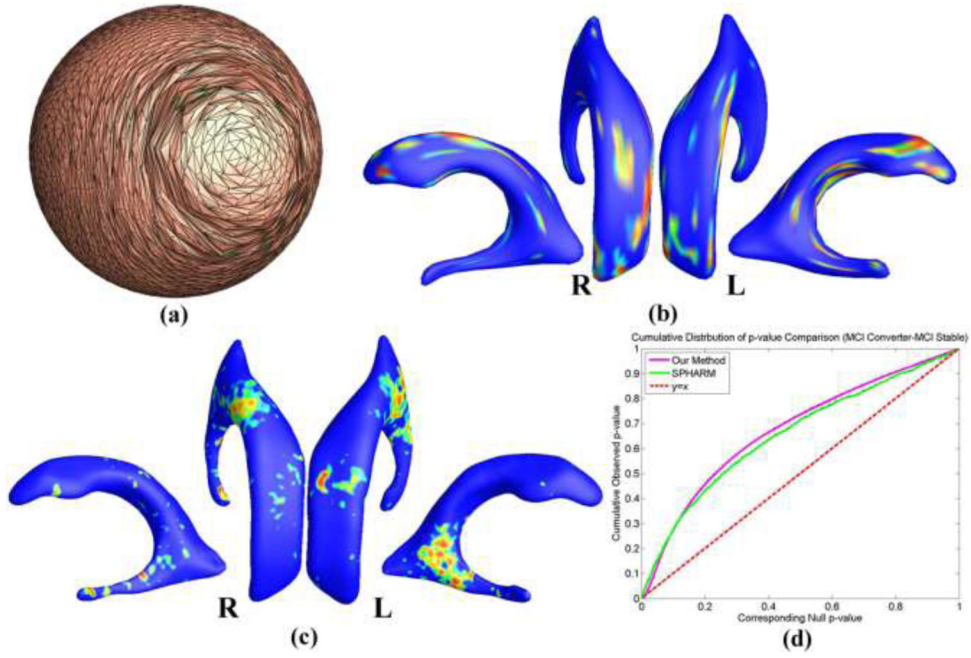 (a)
R
L
(b)
R
L
(c)
Cumulative Distrbution of p-value Comparison (MCI Converter-MCI Stable)
Our Method
SPHARM
y=x
Cumulative Observed p-value
1
0.9
0.8
0.7
0.6
0.5
0.4
0.3
0.2
0.1
0
0
0.2
0.4
0.6
0.8
1
Corresponding Null p-value
(d)